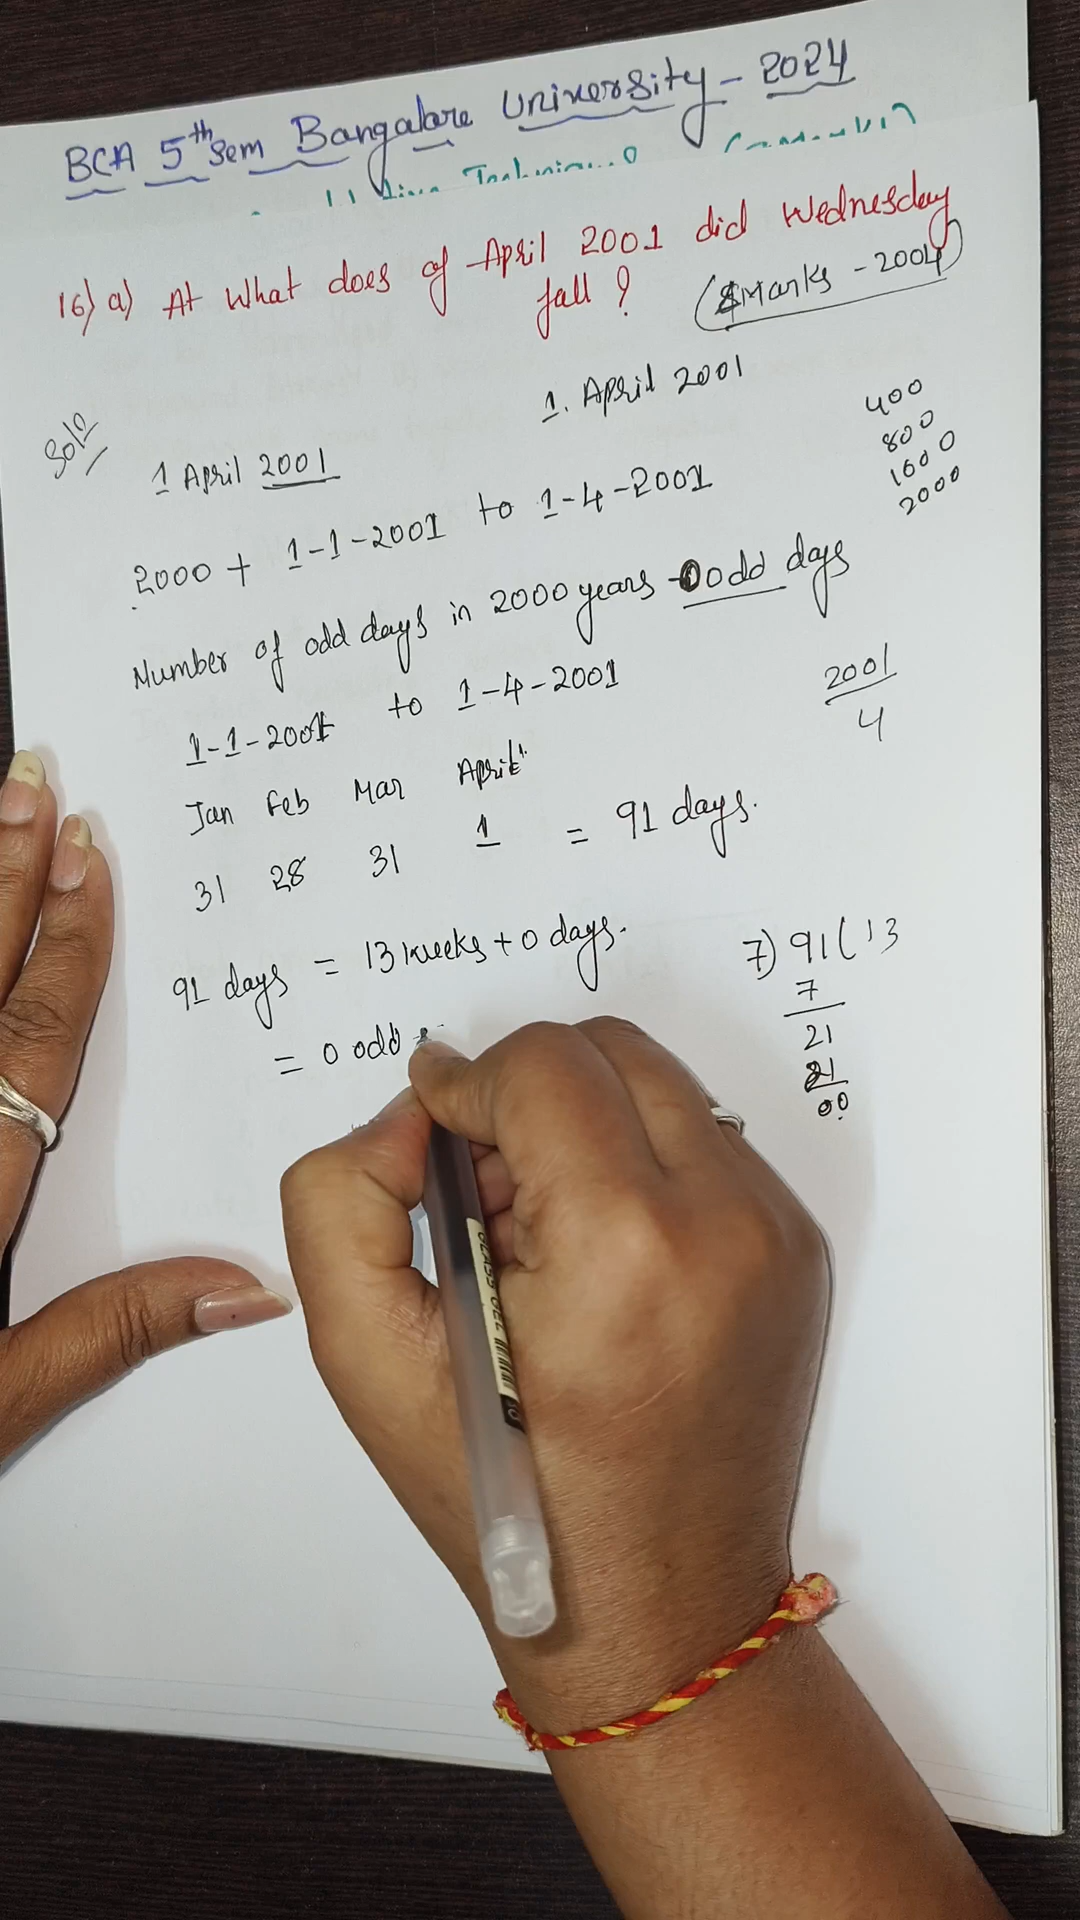 BCA 5th Sem Bangalore University - 2024
16) a) At What does of April 2001 did Wednesday
fall ?
(Marks - 2004)
Soln
1. April 2001
1 April 2001
400
800
1600
2000
2000 + 1-1-2001 to 1-4-2001
Number of odd days in 2000 years - 0 odd days
1-1-2001 to 1-4-2001
2001
4
Jan Feb Mar April
31 28 31 1 = 91 days.
91 days = 13 weeks + 0 days.
7) 91 ( 13
7
21
21
00
= 0 odd